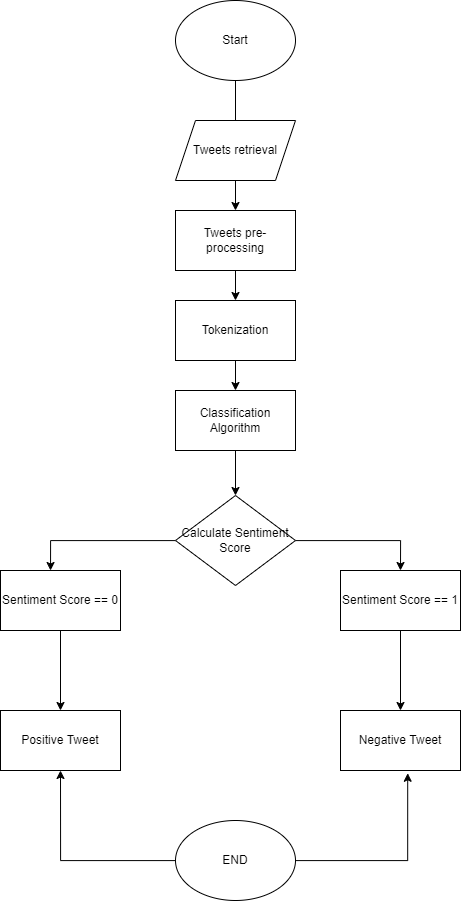 Start
Tweets retrieval
Tweets pre-
processing
Tokenization
Classification
Algorithm
Calculate Sentiment
Score
Sentiment Score == 0
Sentiment Score == 1
Positive Tweet
Negative Tweet
END